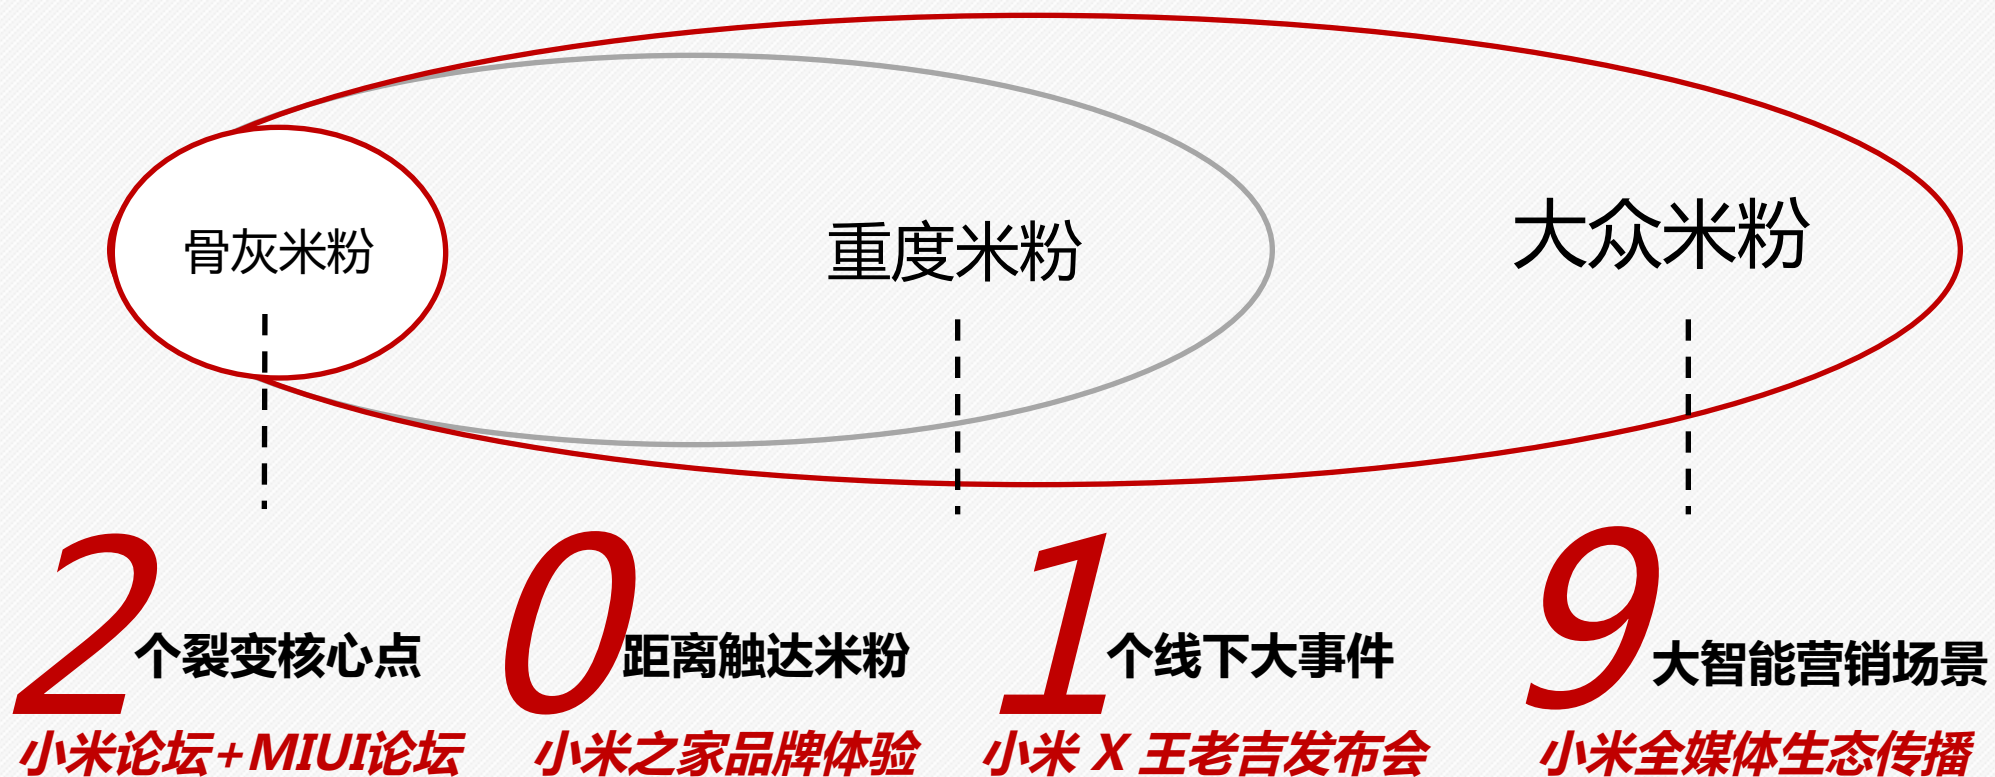 骨灰米粉
重度米粉
大众米粉
2个裂变核心点
小米论坛+MIUI论坛
0距离触达米粉
小米之家品牌体验
1个线下大事件
小米 X 王老吉发布会
9大智能营销场景
小米全媒体生态传播